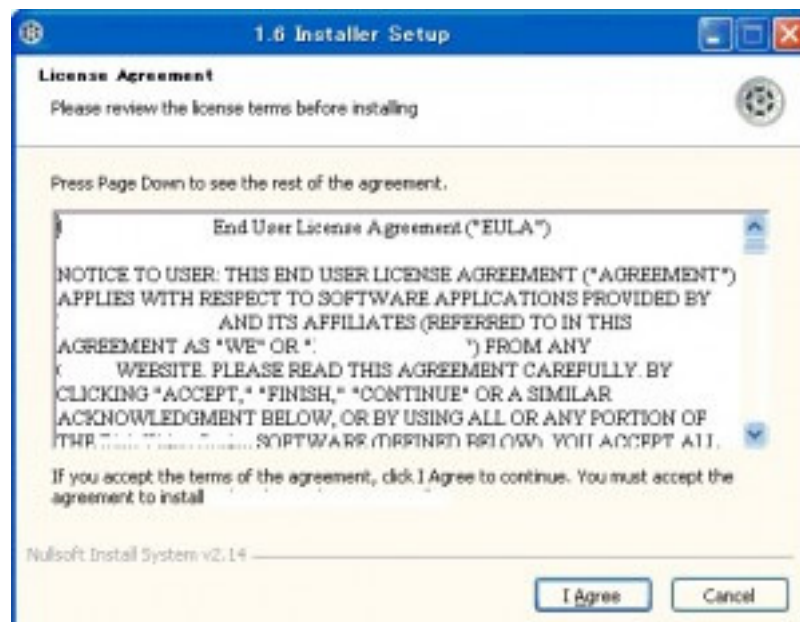 1.6 Installer Setup
License Agreement
Please review the license terms before installing
Press Page Down to see the rest of the agreement.
End User License Agreement ("EULA")
NOTICE TO USER: THIS END USER LICENSE AGREEMENT ("AGREEMENT")
APPLIES WITH RESPECT TO SOFTWARE APPLICATIONS PROVIDED BY
AND ITS AFFILIATES (REFERRED TO IN THIS
AGREEMENT AS "WE" OR " ") FROM ANY
WEBSITE. PLEASE READ THIS AGREEMENT CAREFULLY. BY
CLICKING "ACCEPT," "FINISH," "CONTINUE" OR A SIMILAR
ACKNOWLEDGMENT BELOW, OR BY USING ALL OR ANY PORTION OF
THE SOFTWARE (DEFINED BELOW), YOU ACCEPT ALL
If you accept the terms of the agreement, click I Agree to continue. You must accept the
agreement to install
Nullsoft Install System v2.14
I Agree
Cancel